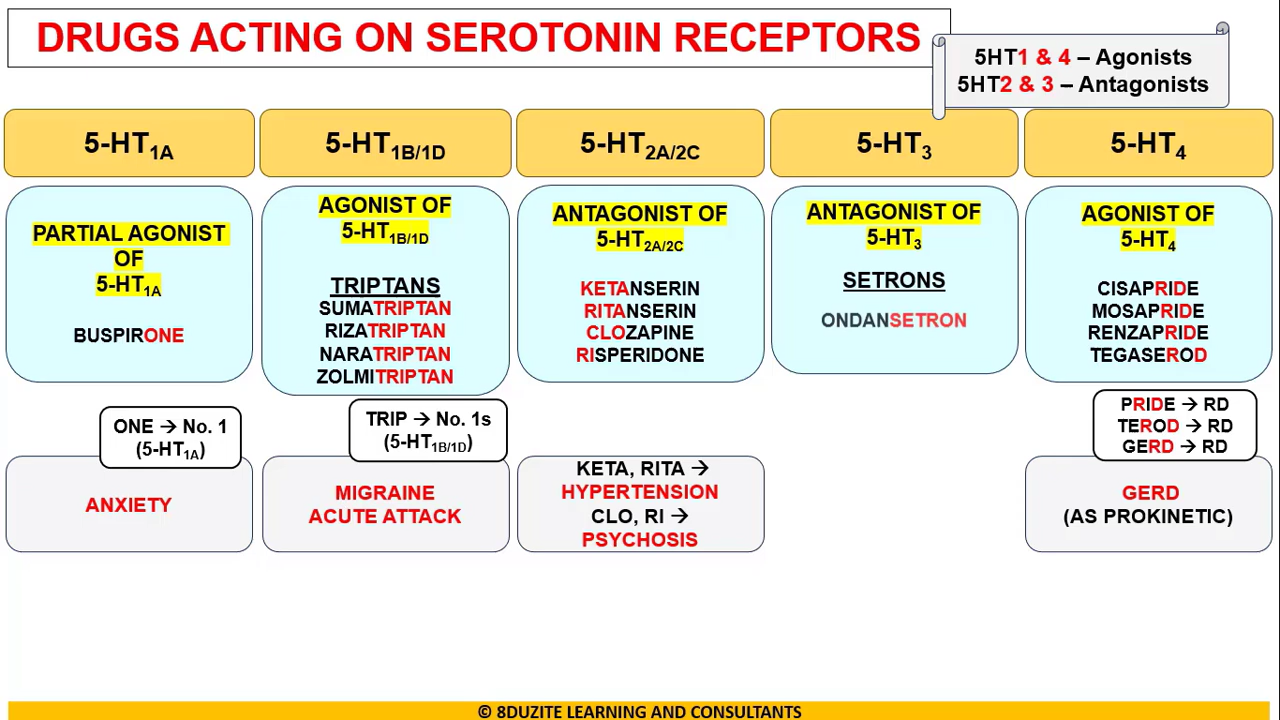 DRUGS ACTING ON SEROTONIN RECEPTORS
5HT1 & 4 – Agonists
5HT2 & 3 – Antagonists
5-HT1A
PARTIAL AGONIST
OF
5-HT1A
BUSPIRONE
ONE → No. 1
(5-HT1A)
ANXIETY
5-HT1B/1D
AGONIST OF
5-HT1B/1D
TRIPTANS
SUMATRIPTAN
RIZATRIPTAN
NARATRIPTAN
ZOLMITRIPTAN
TRIP → No. 1s
(5-HT1B/1D)
MIGRAINE
ACUTE ATTACK
5-HT2A/2C
ANTAGONIST OF
5-HT2A/2C
KETANSERIN
RITANSERIN
CLOZAPINE
RISPERIDONE
KETA, RITA →
HYPERTENSION
CLO, RI →
PSYCHOSIS
5-HT3
ANTAGONIST OF
5-HT3
SETRONS
ONDANSETRON
5-HT4
AGONIST OF
5-HT4
CISAPRIDE
MOSAPRIDE
RENZAPRIDE
TEGASEROD
PRIDE → RD
TEROD → RD
GERD → RD
GERD
(AS PROKINETIC)
© 8DUZITE LEARNING AND CONSULTANTS